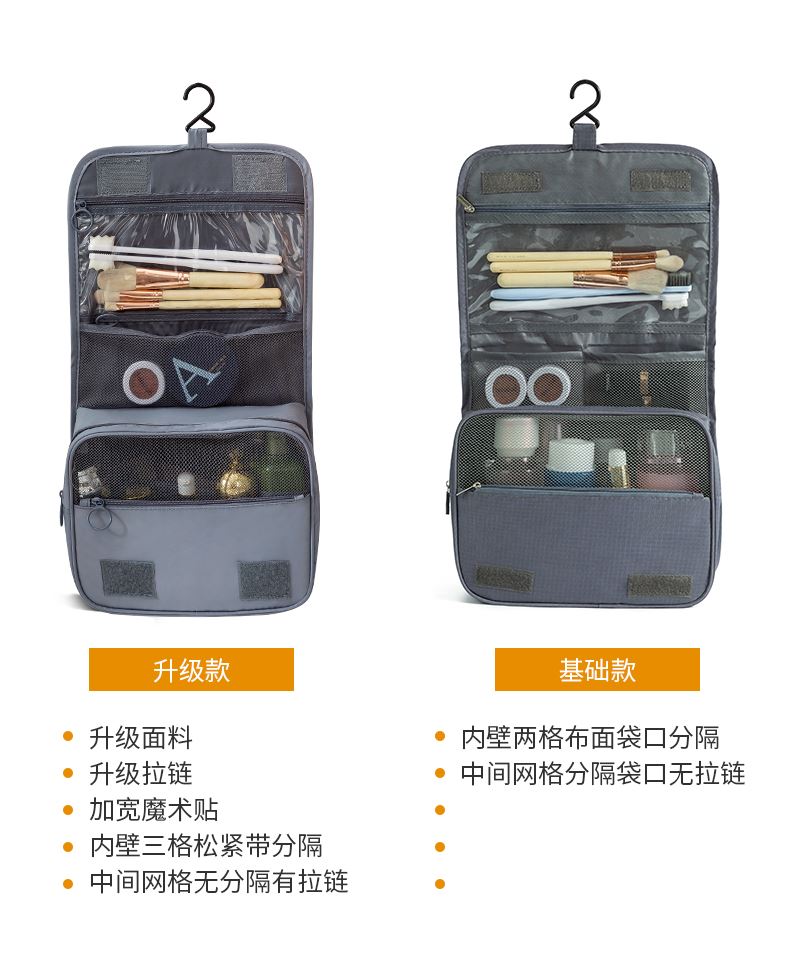 升级款
升级面料
升级拉链
加宽魔术贴
内壁三格松紧带分隔
中间网格无分隔有拉链
基础款
内壁两格布面袋口分隔
中间网格分隔袋口无拉链